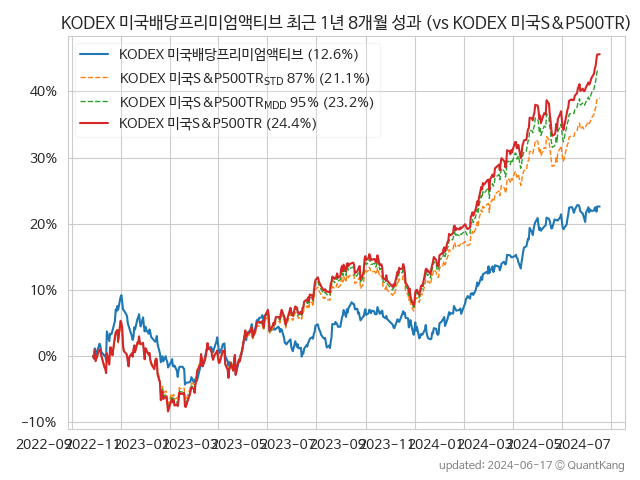 KODEX 미국배당프리미엄액티브 최근 1년 8개월 성과 (vs KODEX 미국S&P500TR)
KODEX 미국배당프리미엄액티브 (12.6%)
KODEX 미국S&P500TR_STD 87% (21.1%)
KODEX 미국S&P500TR_MDD 95% (23.2%)
KODEX 미국S&P500TR (24.4%)
40%
30%
20%
10%
0%
−10%
2022-09 2022-11 2023-01 2023-03 2023-05 2023-07 2023-09 2023-11 2024-01 2024-03 2024-05 2024-07
updated: 2024-06-17 © QuantKang